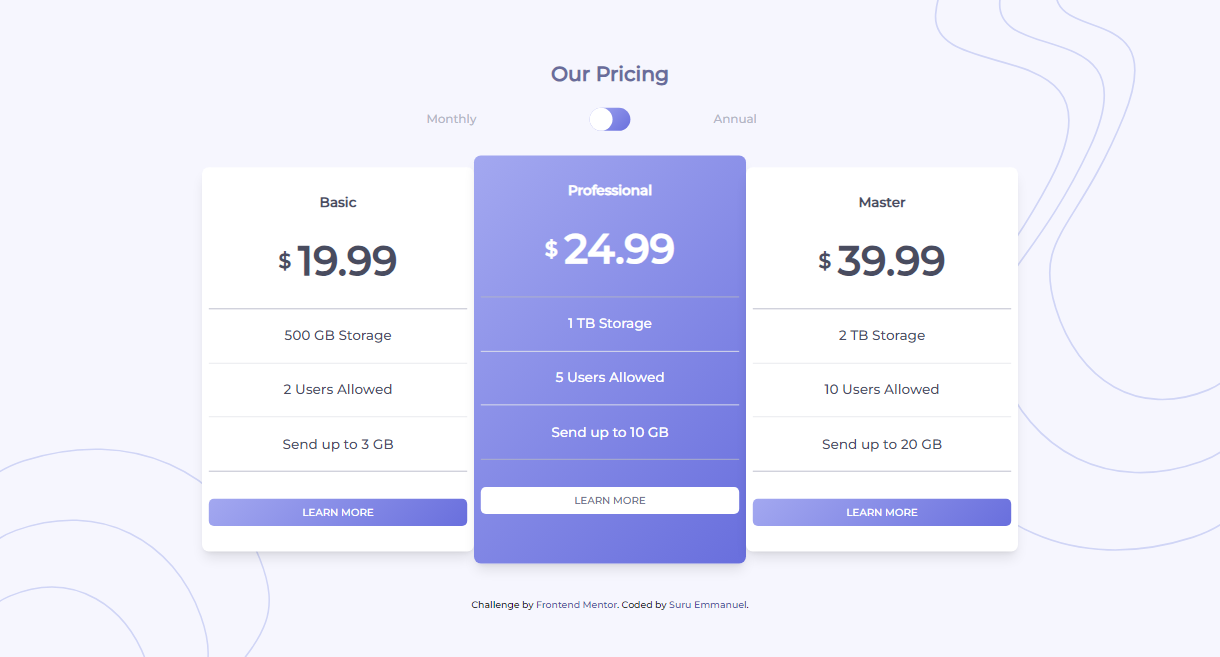 Our Pricing
Monthly Annual
Basic
$ 19.99
500 GB Storage
2 Users Allowed
Send up to 3 GB
LEARN MORE
Professional
$ 24.99
1 TB Storage
5 Users Allowed
Send up to 10 GB
LEARN MORE
Master
$ 39.99
2 TB Storage
10 Users Allowed
Send up to 20 GB
LEARN MORE
Challenge by Frontend Mentor. Coded by Suru Emmanuel.